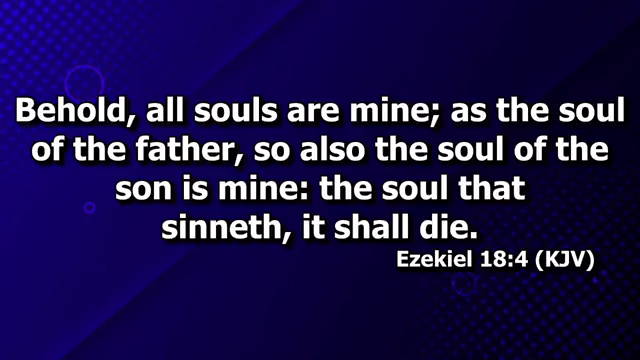 Behold, all souls are mine; as the soul
of the father, so also the soul of the
son is mine: the soul that
sinneth, it shall die.
Ezekiel 18:4 (KJV)